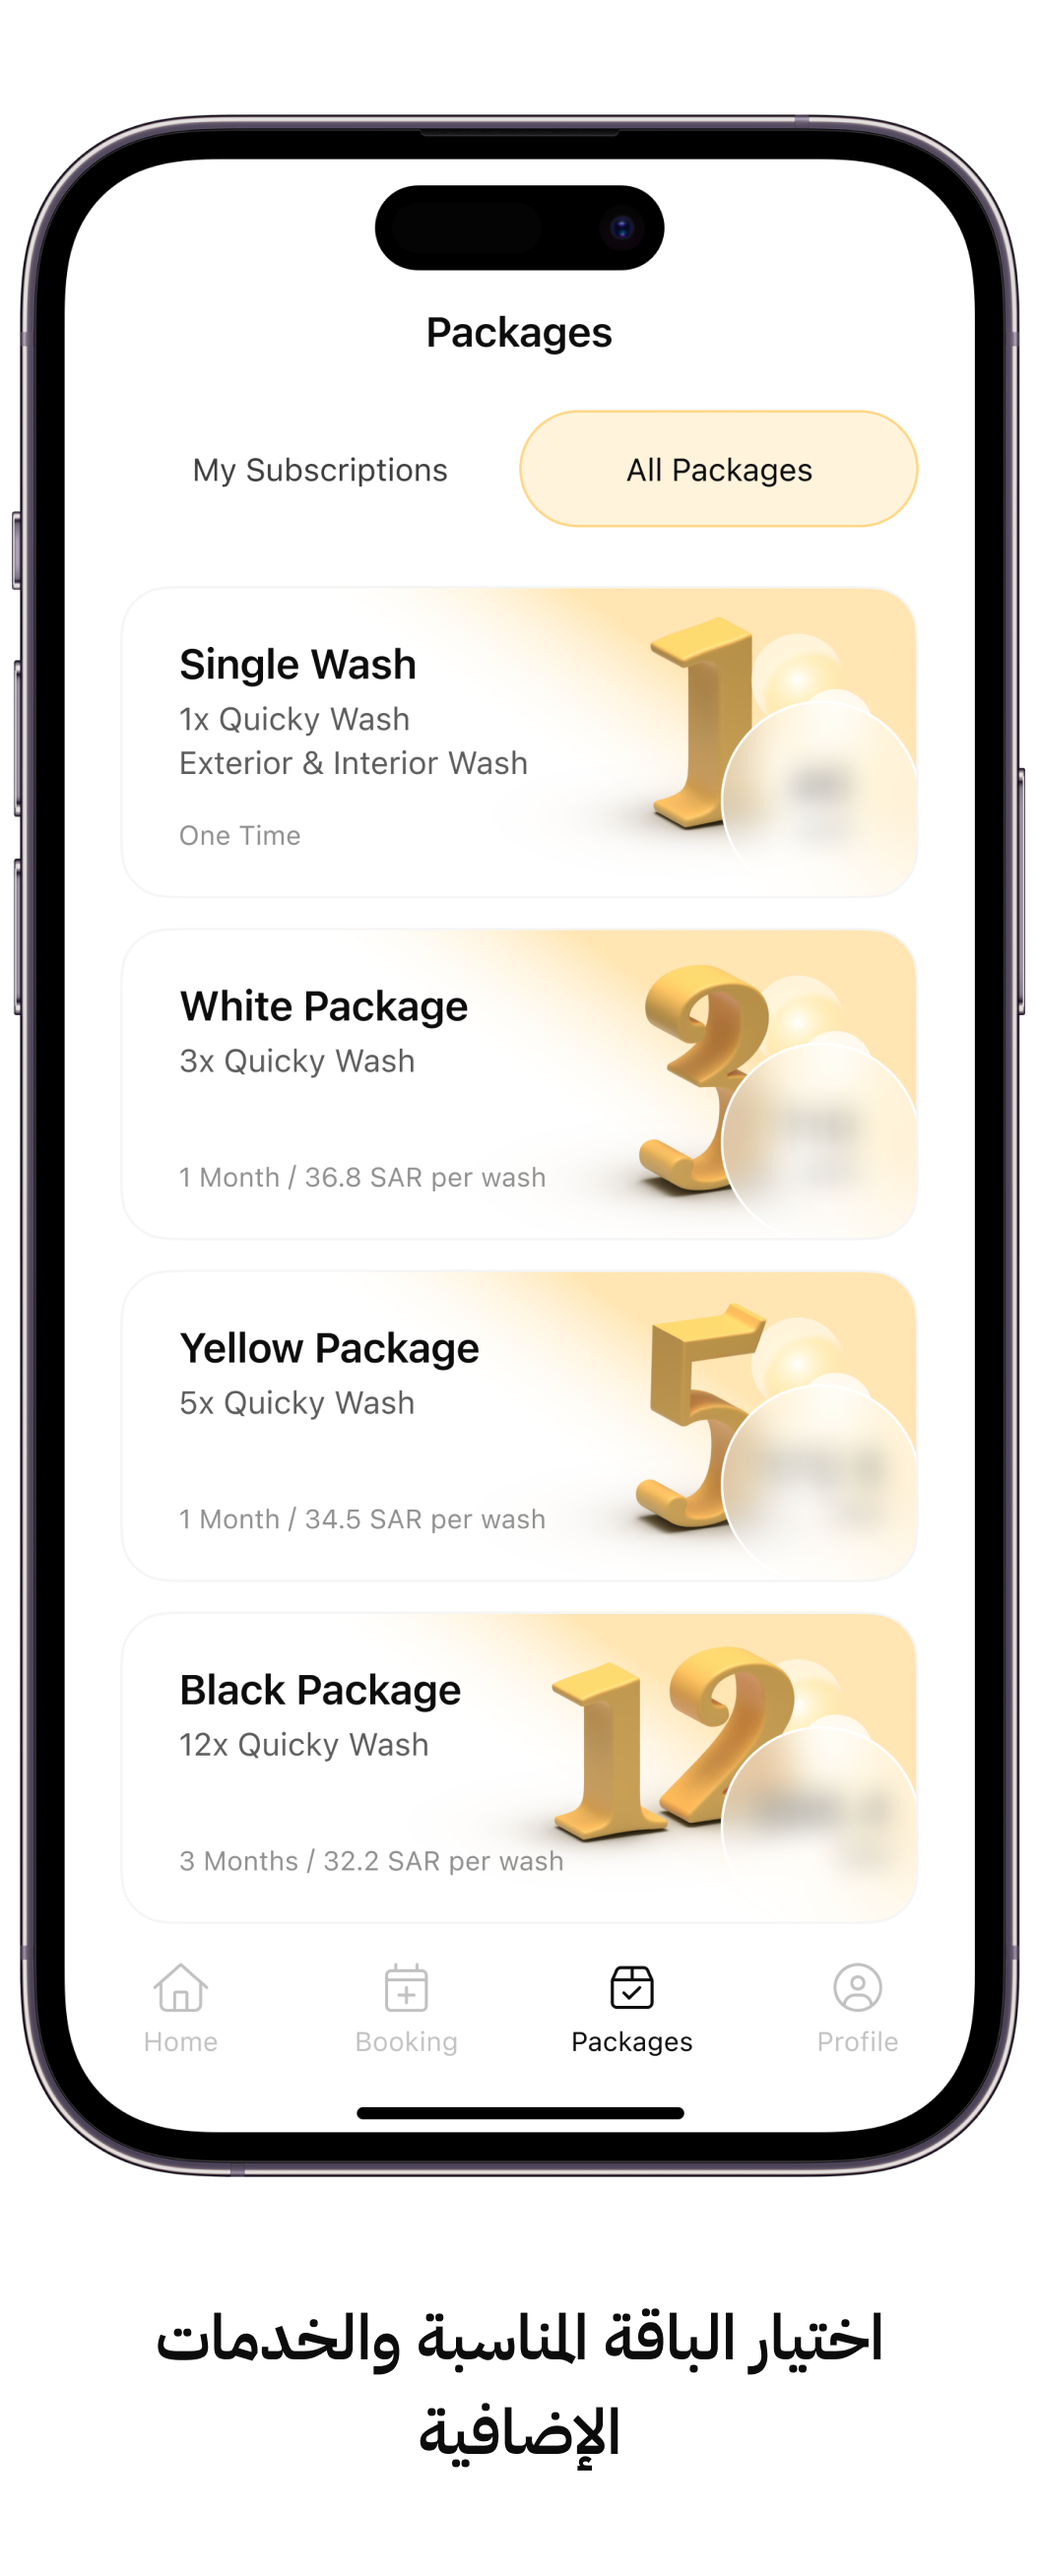 Packages
My Subscriptions
All Packages
Single Wash
1x Quicky Wash
Exterior & Interior Wash
One Time
1
White Package
3x Quicky Wash
1 Month / 36.8 SAR per wash
3
Yellow Package
5x Quicky Wash
1 Month / 34.5 SAR per wash
5
Black Package
12x Quicky Wash
3 Months / 32.2 SAR per wash
12
Home
Booking
Packages
Profile
اختيار الباقة المناسبة والخدمات
الإضافية